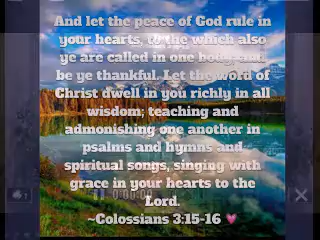 And let the peace of God rule in
your hearts, to the which also
ye are called in one body; and
be ye thankful. Let the word of
Christ dwell in you richly in all
wisdom; teaching and
admonishing one another in
psalms and hymns and
spiritual songs, singing with
grace in your hearts to the
Lord.
~Colossians 3:15-16 💗